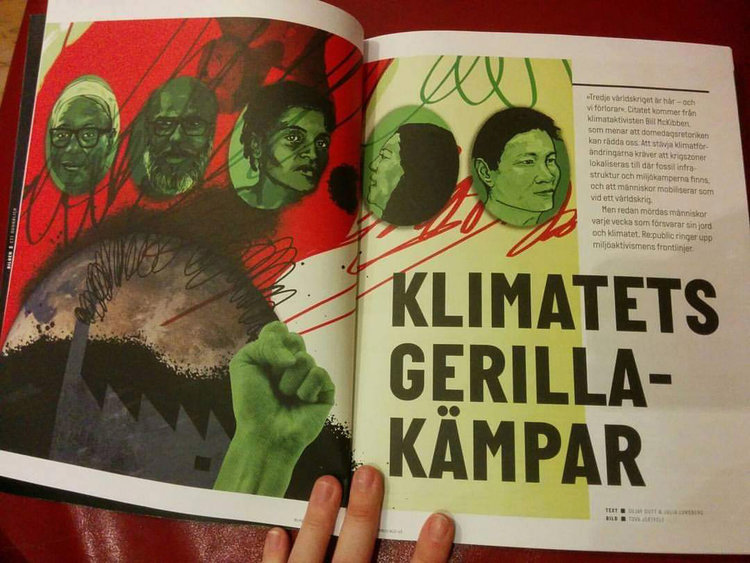 »Tredje världskriget är här – och
vi förlorar». Citatet kommer från
klimataktivisten Bill McKibben,
som menar att domedagsretoriken
kan rädda oss. Att stävja klimatför-
ändringarna kräver att krigszoner
lokaliseras till där fossil infra-
struktur och miljökämparna finns,
och att människor mobiliserar som
vid ett världskrig.
Men redan mördas människor
varje vecka som försvarar sin jord
och klimatet. Re:public ringer upp
miljöaktivismens frontlinjer.
KLIMATETS
GERILLA-
KÄMPAR
TEXT
BILD